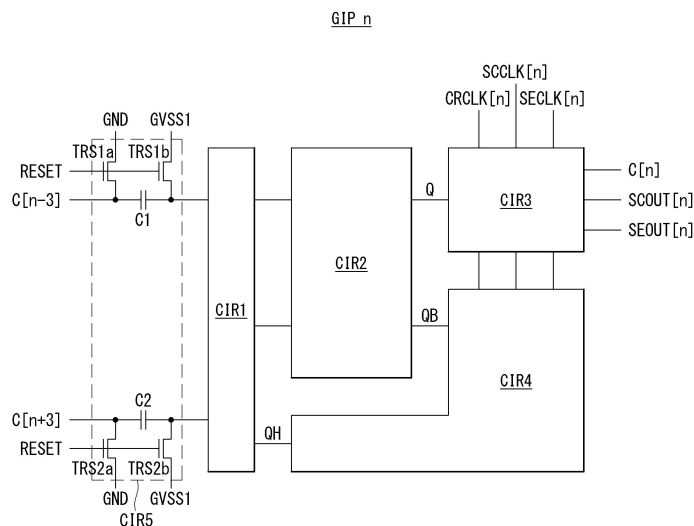 GIP n
SCCLK[n]
CRCLK[n] SECLK[n]
GND GVSS1
TRS1a TRS1b
RESET
C[n-3]
C1
C[n]
Q
CIR3
SCOUT[n]
SEOUT[n]
CIR2
CIR1
QB
CIR4
C2
C[n+3]
QH
RESET
TRS2a TRS2b
GND GVSS1
CIR5